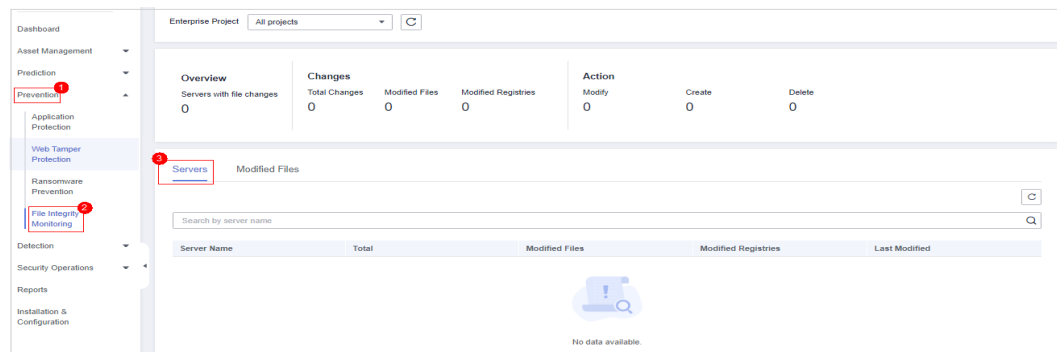 Dashboard
Asset Management
Prediction
1
Prevention
Application
Protection
Web Tamper
Protection
Ransomware
Prevention
2
File Integrity
Monitoring
Detection
Security Operations
Reports
Installation &
Configuration
Enterprise Project All projects
Overview
Servers with file changes
0
Changes
Total Changes Modified Files Modified Registries
0 0 0
Action
Modify Create Delete
0 0 0
3
Servers Modified Files
Search by server name
Server Name Total Modified Files Modified Registries Last Modified
No data available.